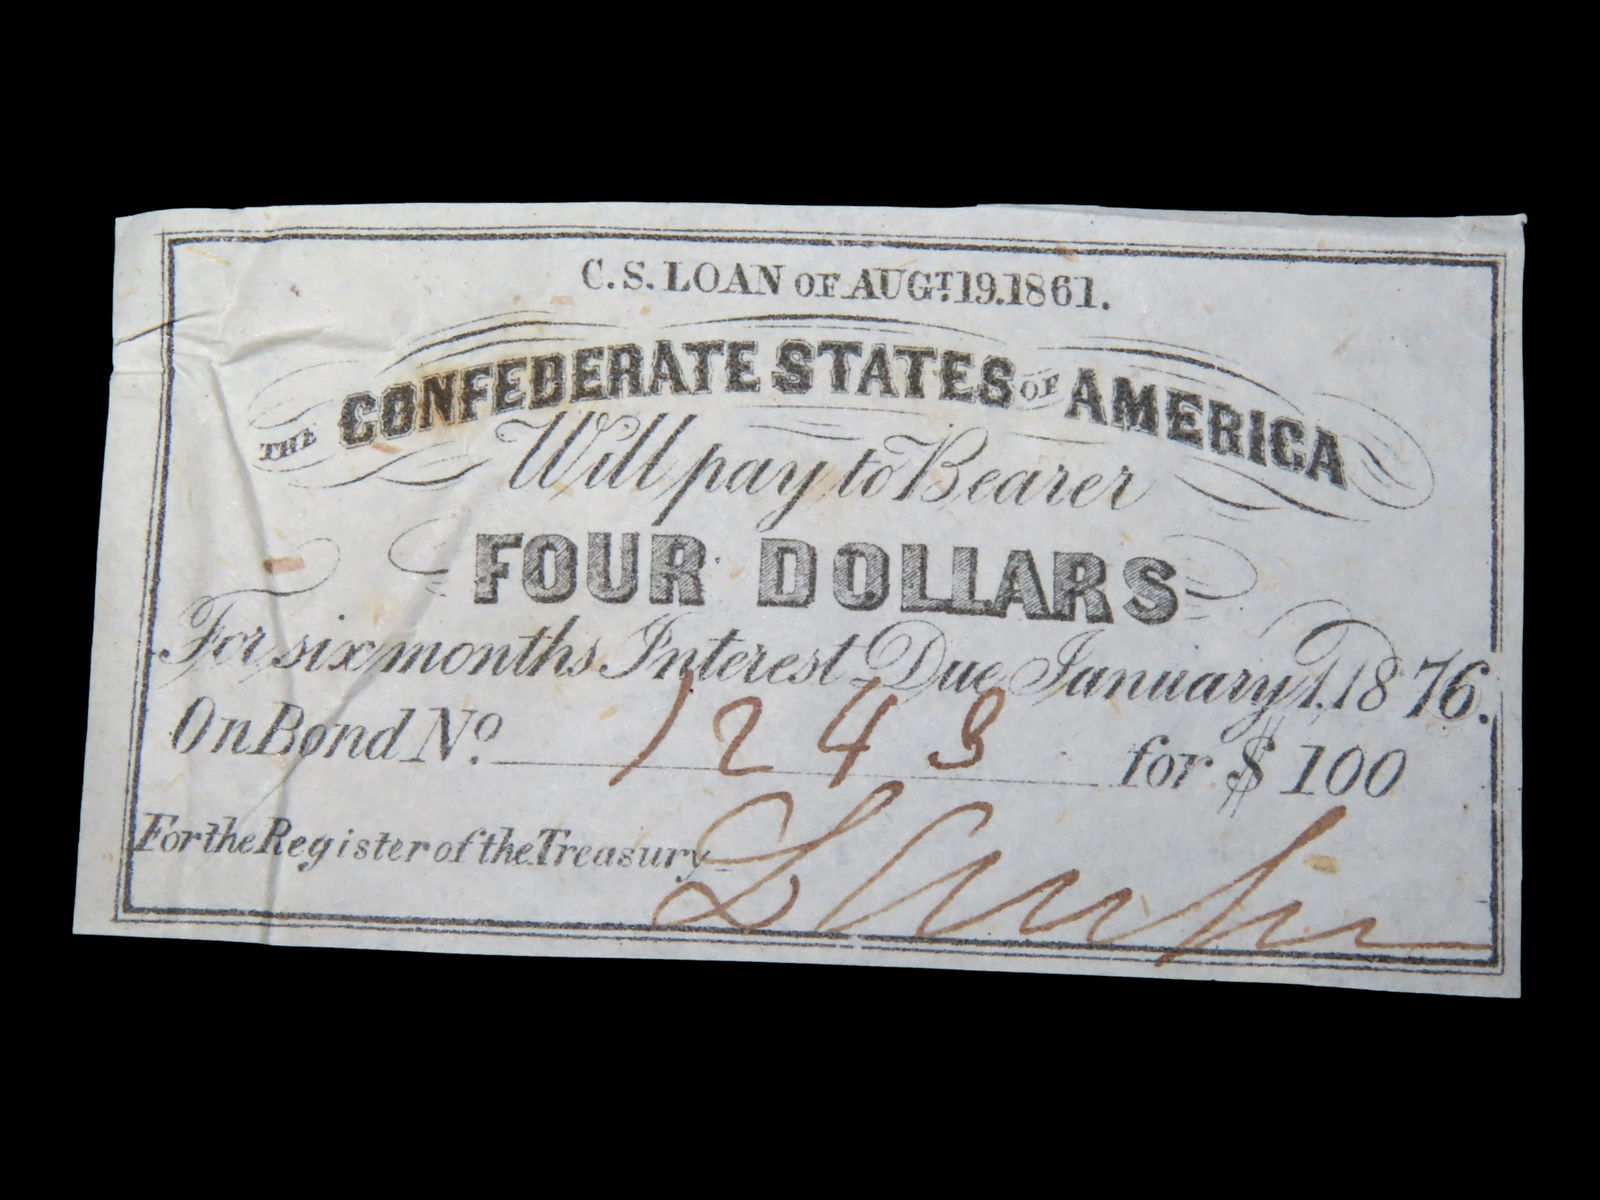 C. S. LOAN OF AUGT. 19. 1861.
THE CONFEDERATE STATES OF AMERICA
Will pay to Bearer
FOUR DOLLARS
For six months Interest Due January 1. 1876.
On Bond No. 1243 for $ 100
For the Register of the Treasury